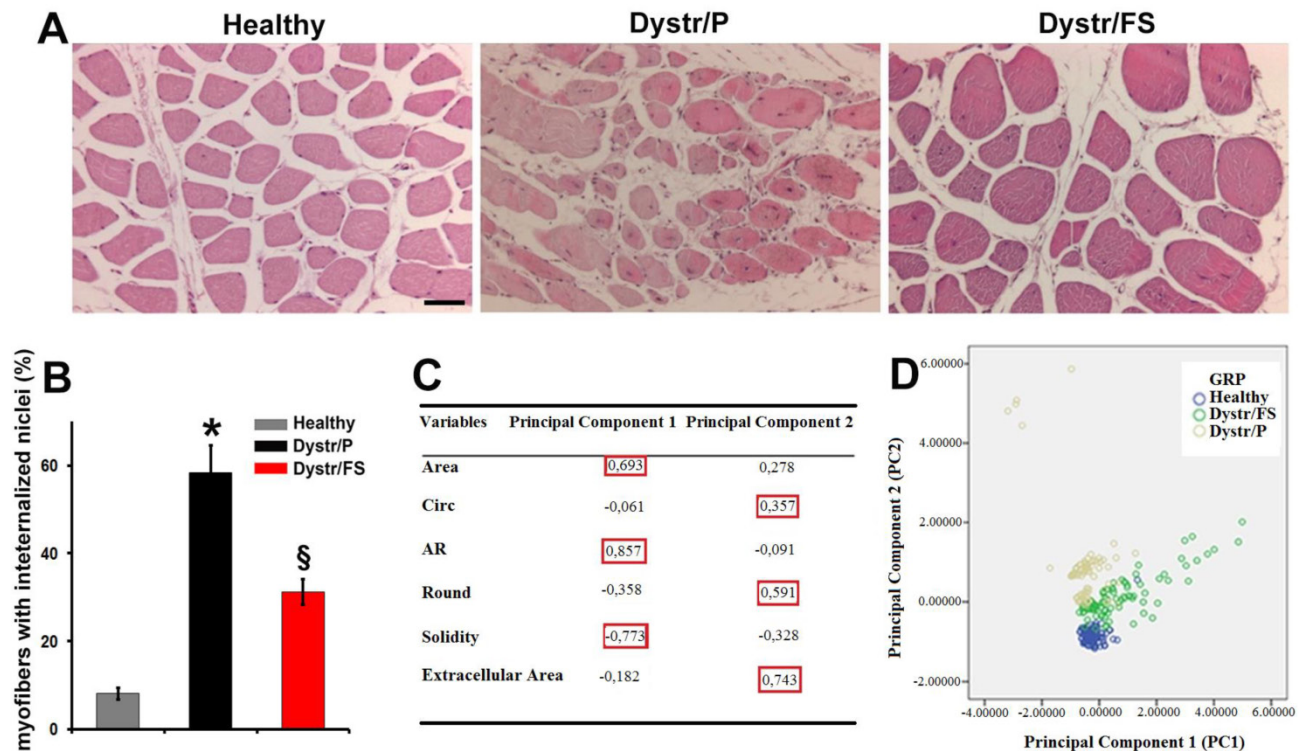 A
Healthy
Dystr/P
Dystr/FS
B
myofibers with inteternalized niclei (%)
60
40
20
0
*
§
Healthy
Dystr/P
Dystr/FS
C
Variables Principal Component 1 Principal Component 2
Area 0,693 0,278
Circ -0,061 0,357
AR 0,857 -0,091
Round -0,358 0,591
Solidity -0,773 -0,328
Extracellular Area -0,182 0,743
D
Principal Component 2 (PC2)
6.00000
4.00000
2.00000
0.00000
-2.00000
GRP
Healthy
Dystr/FS
Dystr/P
-4.00000 -2.00000 0.00000 2.00000 4.00000 6.00000
Principal Component 1 (PC1)